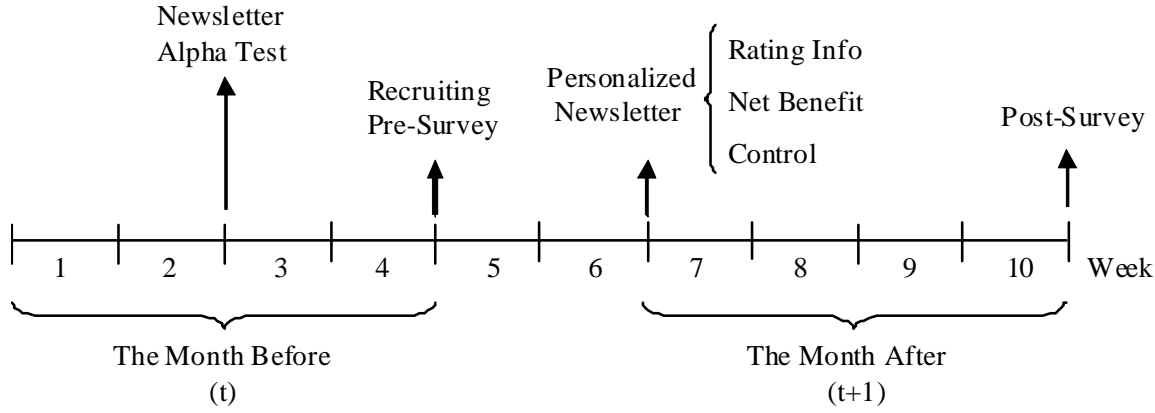 Newsletter
Alpha Test
Recruiting
Pre-Survey
Personalized
Newsletter
Rating Info
Net Benefit
Control
Post-Survey
1 2 3 4 5 6 7 8 9 10 Week
The Month Before
(t)
The Month After
(t+1)